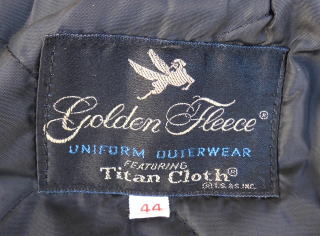 Golden Fleece®
UNIFORM OUTERWEAR
FEATURING
Titan Cloth®
44